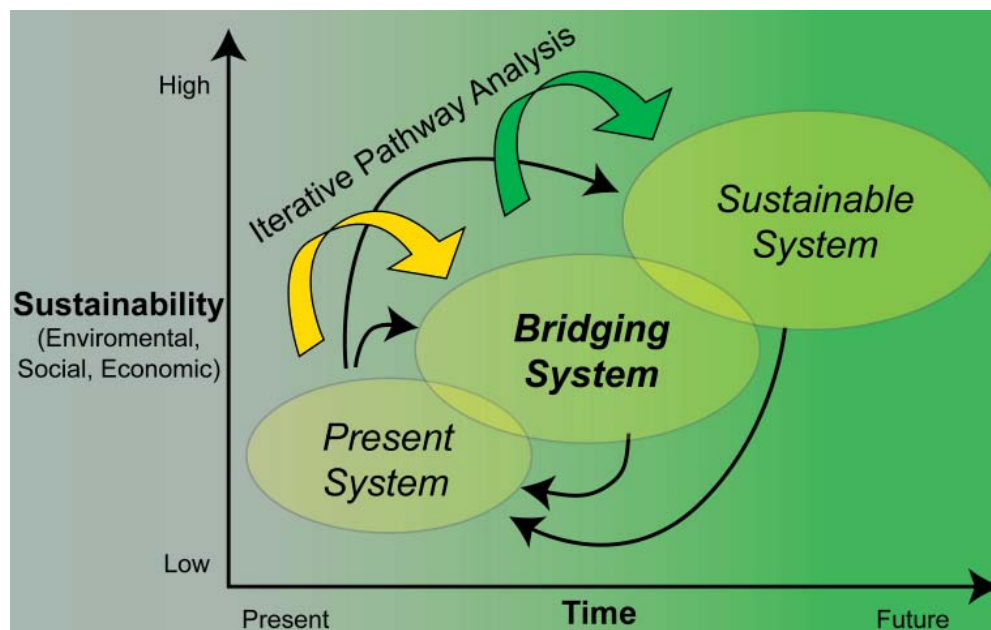 High
Iterative Pathway Analysis
Sustainable
System
Sustainability
(Enviromental,
Social, Economic)
Bridging
System
Present
System
Low
Present
Time
Future